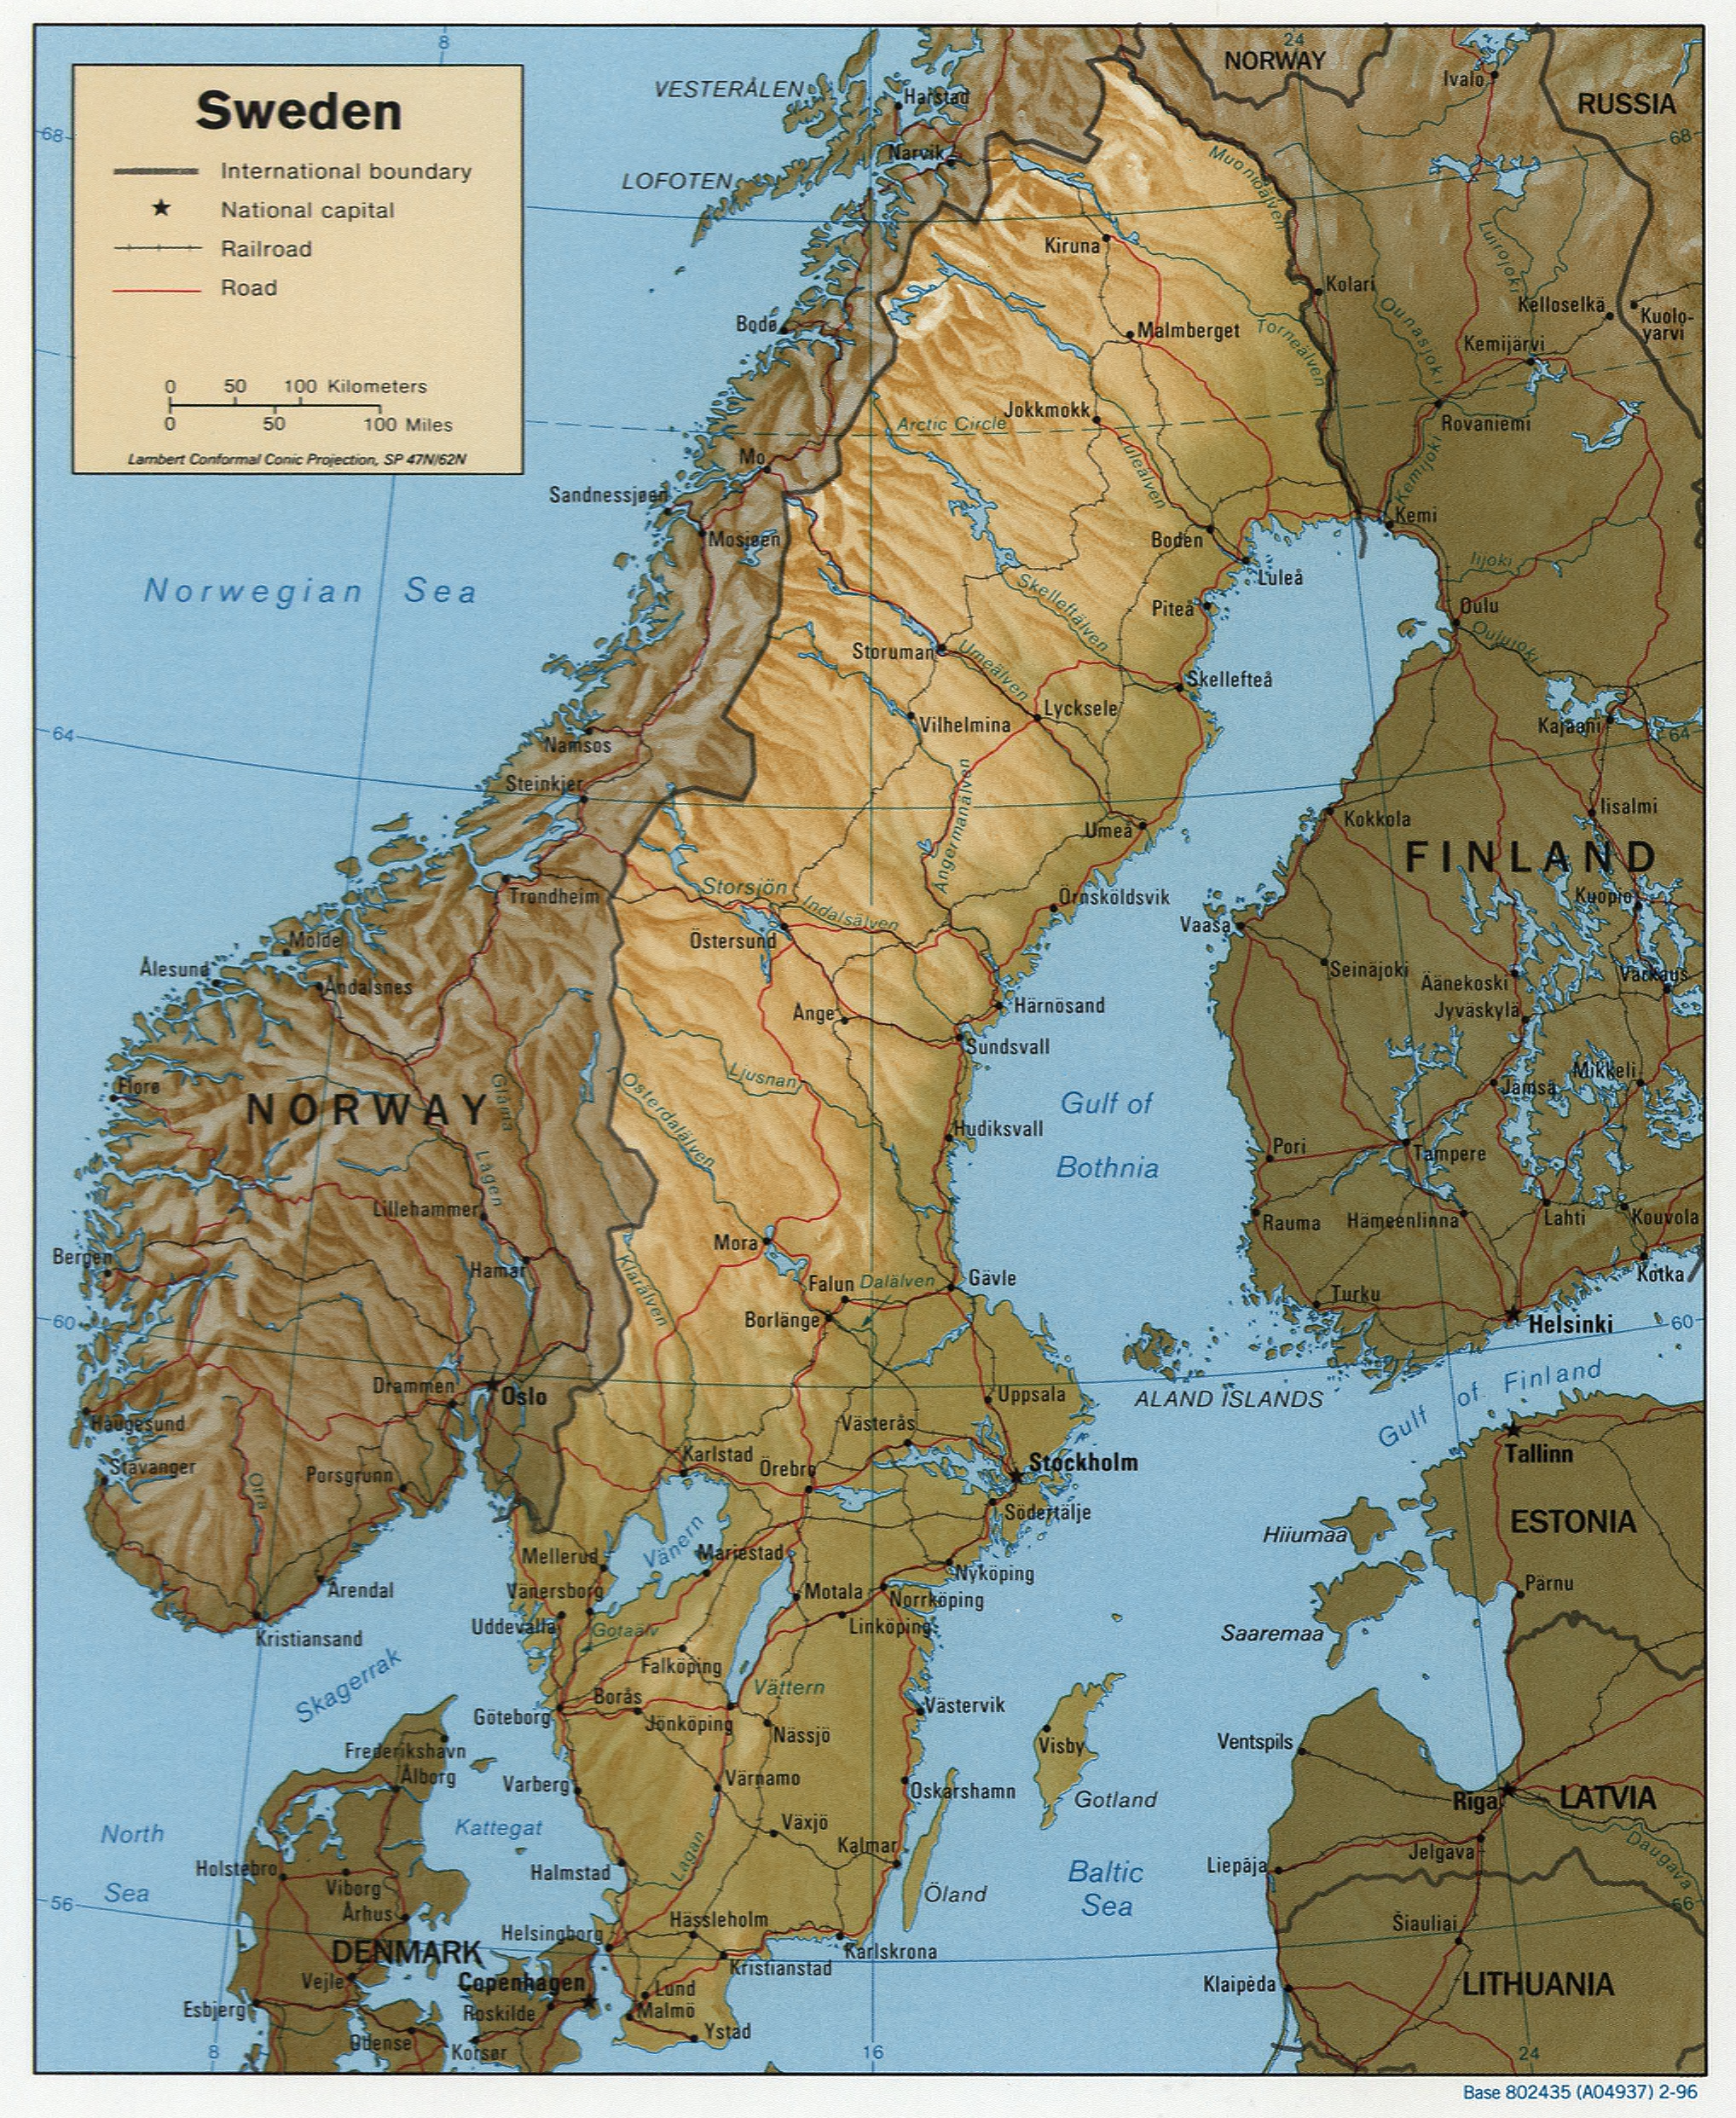 Sweden
International boundary
National capital
Railroad
Road
0 50 100 Kilometers
0 50 100 Miles
Lambert Conformal Conic Projection, SP 47N/62N
8
24
NORWAY
Ivalo
RUSSIA
VESTERÅLEN
Harstad
68
68
Narvik
Muonioälven
LOFOTEN
Kiruna
Luirojoki
Kolari
Kelloselkä
Kuolo-
yarvi
Bodø
Malmberget
Torneälven
Ounasjoki
Kemijärvi
Jokkmokk
Arctic Circle
Rovaniemi
Mo
Luleälven
Kemijoki
Sandnessjøen
Kemi
Mosjøen
Boden
Iijoki
Luleå
Norwegian Sea
Skelleftälven
Piteå
Oulu
Oulujoki
Storuman
Umeälven
Skellefteå
Lycksele
Vilhelmina
Kajaani
64
64
Namsos
Steinkjer
Ångermanälven
Iisalmi
Kokkola
Umeå
FINLAND
Trondheim
Storsjön
Örnsköldsvik
Kuopio
Indalsälven
Vaasa
Östersund
Molde
Ålesund
Åndalsnes
Seinäjoki
Äänekoski
Varkaus
Härnösand
Ånge
Jyväskylä
Sundsvall
Florø
Glåma
Österdalälven
Ljusnan
Jämsä
Mikkeli
NORWAY
Gulf of
Bothnia
Hudiksvall
Lågen
Pori
Tampere
Lillehammer
Rauma
Hämeenlinna
Lahti
Kouvola
Mora
Bergen
Hamar
Klarälven
Falun
Dalälven
Gävle
Kotka
Turku
Borlänge
60
Helsinki
60
Drammen
Oslo
Uppsala
ALAND ISLANDS
Gulf of Finland
Haugesund
Västerås
Stavanger
Karlstad
Örebro
Stockholm
Tallinn
Porsgrunn
Otra
Södertälje
ESTONIA
Hiiumaa
Vänern
Mellerud
Mariestad
Nyköping
Arendal
Vänersborg
Motala
Norrköping
Pärnu
Uddevalla
Gotaälv
Linköping
Kristiansand
Saaremaa
Falköping
Skagerrak
Vättern
Borås
Västervik
Göteborg
Jönköping
Nässjö
Visby
Ventspils
Frederikshavn
Ålborg
Varberg
Värnamo
Oskarshamn
Gotland
Riga
LATVIA
North
Sea
Kattegat
Växjö
Kalmar
Jelgava
Daugava
Holstebro
Halmstad
Lagan
Baltic
Sea
Liepāja
Viborg
Öland
56
56
Århus
Helsingborg
Hässleholm
Šiauliai
DENMARK
Karlskrona
Kristianstad
Vejle
Copenhagen
Lund
Klaipėda
LITHUANIA
Esbjerg
Roskilde
Malmö
Odense
Korsør
Ystad
8
16
24
Base 802435 (A04937) 2-96